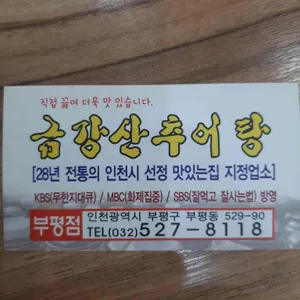 직접 끓여 더욱 맛 있습니다.
금강산추어탕
[28년 전통의 인천시 선정 맛있는집 지정업소]
KBS(무한지대큐) / MBC(화제집중) / SBS(잘먹고 잘사는법) 방영
부평점
인천광역시 부평구 부평동 529-90
TEL(032)527-8118